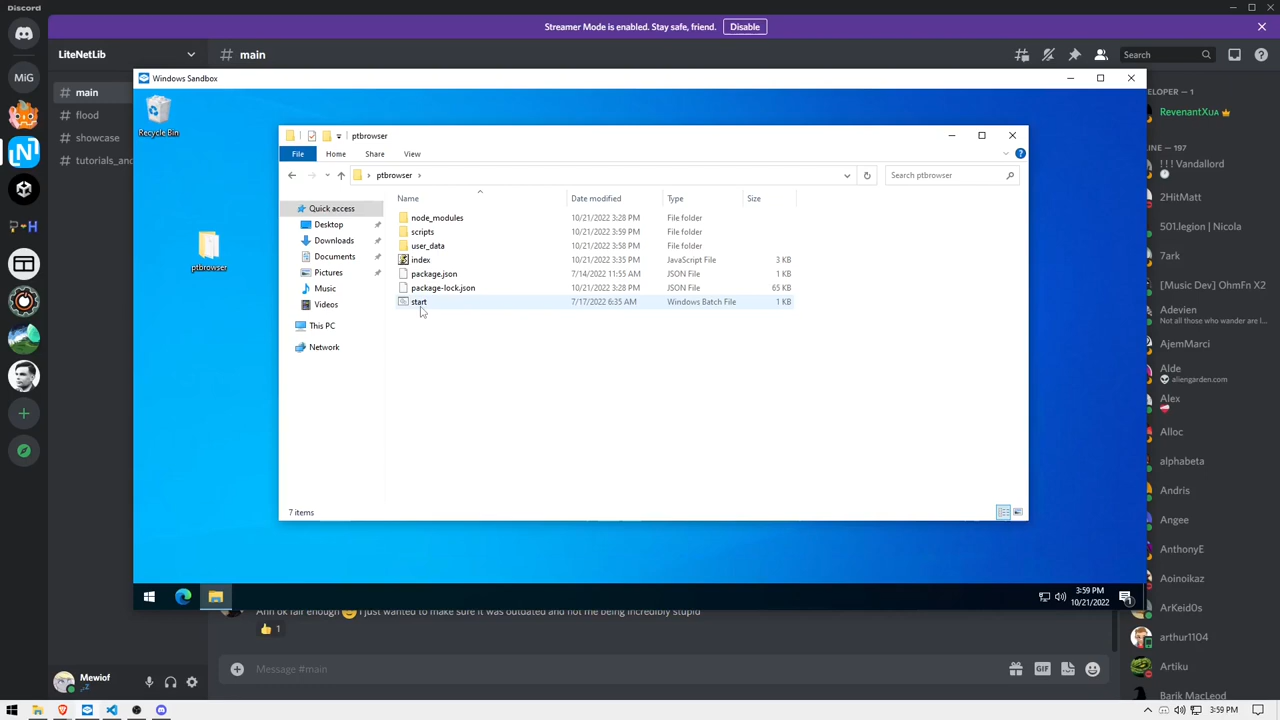 Discord
Streamer Mode is enabled. Stay safe, friend. Disable
LiteNetLib
main
Search
MiG
# main
# flood
# showcase
# tutorials_and
Windows Sandbox
Recycle Bin
ptbrowser
ptbrowser
File Home Share View
ptbrowser
Search ptbrowser
Name Date modified Type Size
Quick access
Desktop
Downloads
Documents
Pictures
Music
Videos
This PC
Network
node_modules 10/21/2022 3:28 PM File folder
scripts 10/21/2022 3:59 PM File folder
user_data 10/21/2022 3:58 PM File folder
index 10/21/2022 3:35 PM JavaScript File 3 KB
package.json 7/14/2022 11:55 AM JSON File 1 KB
package-lock.json 10/21/2022 3:28 PM JSON File 65 KB
start 7/17/2022 6:35 AM Windows Batch File 1 KB
7 items
3:59 PM
10/21/2022
ELOPER — 1
RevenantXua
INE — 197
! ! ! Vandallord
2HitMatt
501.legion | Nicola
7ark
[Music Dev] OhmFn X2
Adevien
Not all those who wander are l
AjemMarci
Alde
aliengarden.com
Alex
Alloc
alphabeta
Andris
Angee
AnthonyE
Aoinoikaz
ArKeid0s
arthur1104
Artiku
Barik MacLeod
Ahh ok fair enough I just wanted to make sure it was outdated and not me being incredibly stupid
1
Message #main
GIF
Mewiof
3:59 PM